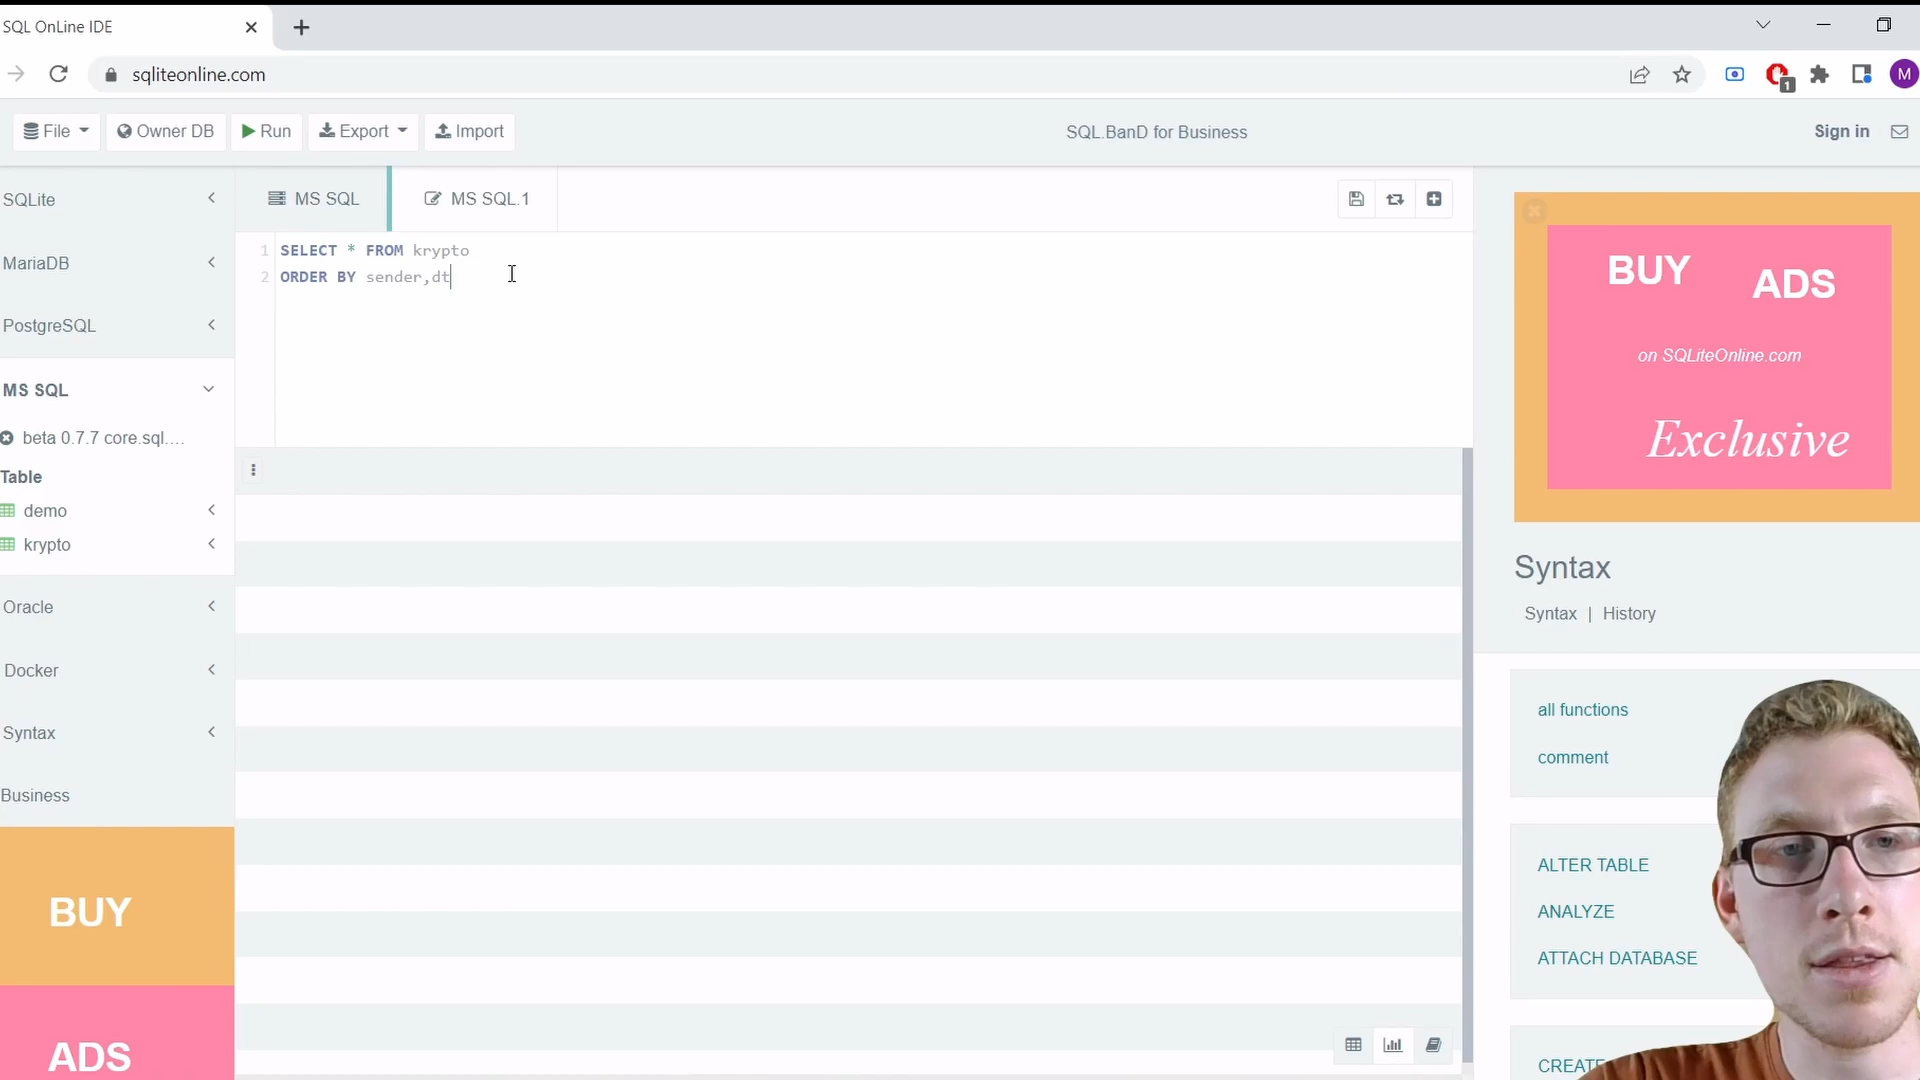 SQL OnLine IDE
sqliteonline.com
1
M
File
Owner DB
Run
Export
Import
SQL.BanD for Business
Sign in
SQLite
MariaDB
PostgreSQL
MS SQL
beta 0.7.7 core.sql....
Table
demo
krypto
Oracle
Docker
Syntax
Business
BUY
ADS
MS SQL
MS SQL.1
1 SELECT * FROM krypto
2 ORDER BY sender,dt
BUY
ADS
on SQLiteOnline.com
Exclusive
Syntax
Syntax | History
all functions
comment
ALTER TABLE
ANALYZE
ATTACH DATABASE
CREATE